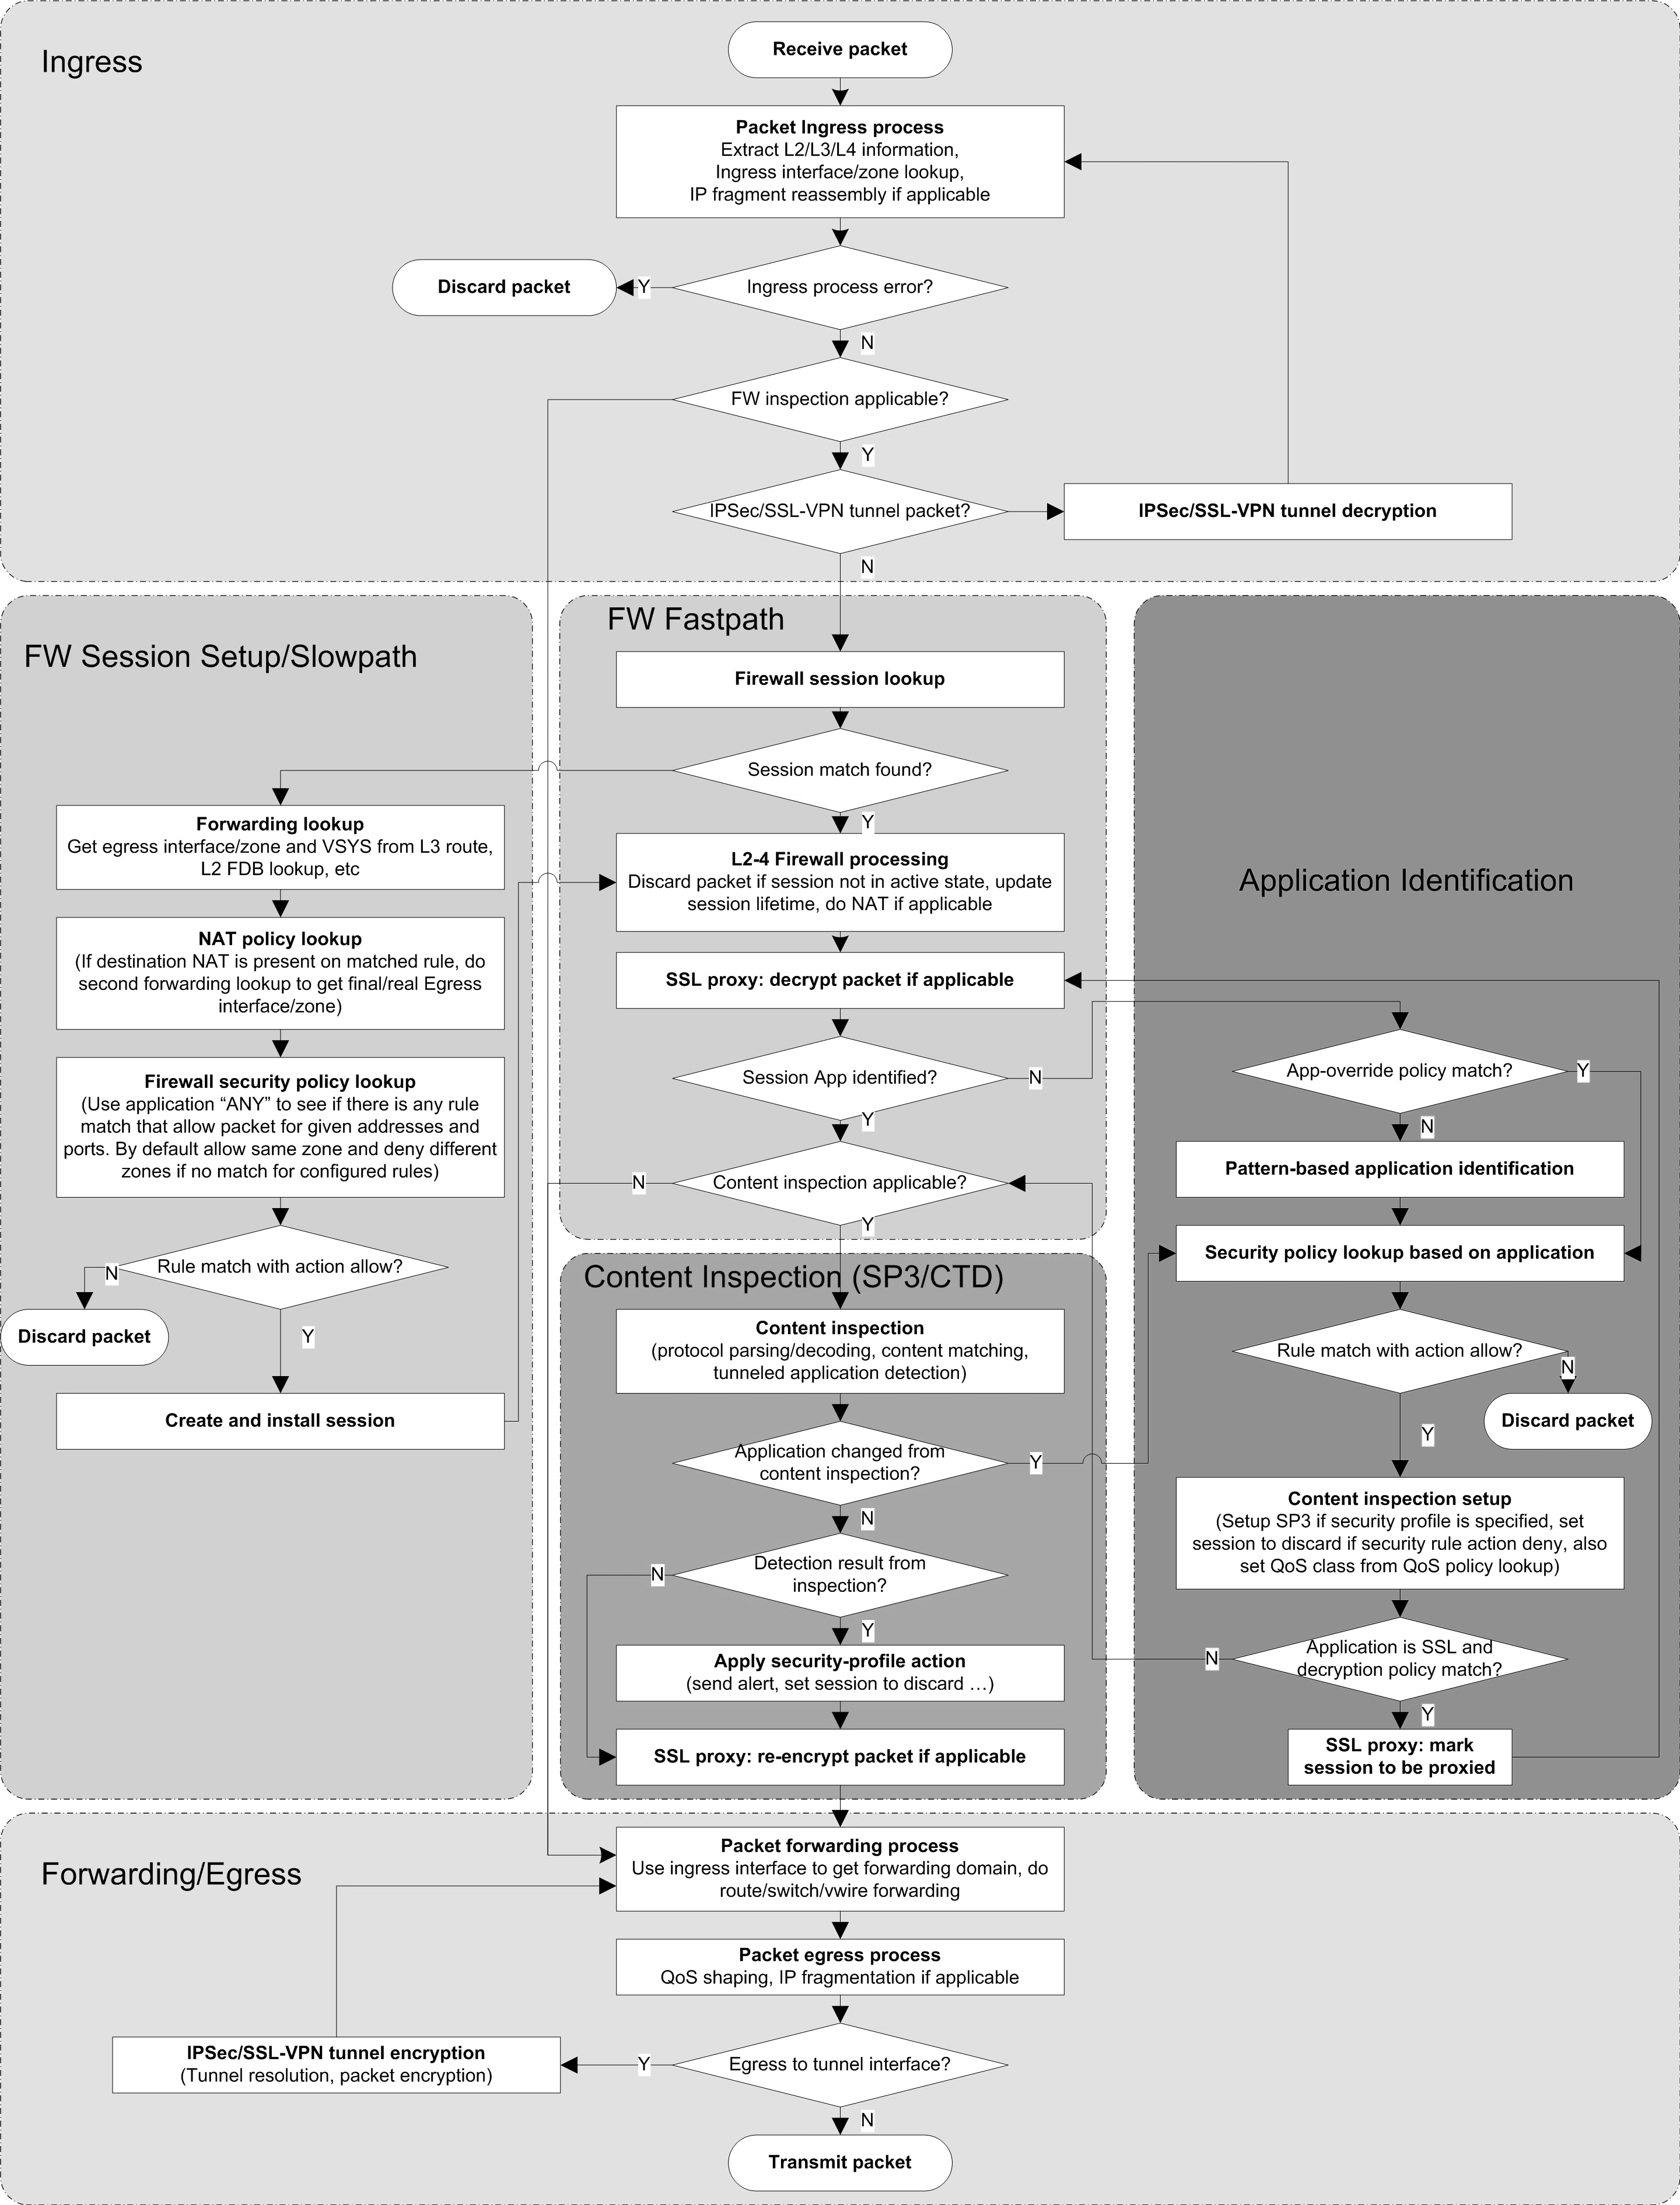 Ingress
Receive packet
Packet Ingress process
Extract L2/L3/L4 information,
Ingress interface/zone lookup,
IP fragment reassembly if applicable
Discard packet
Y
Ingress process error?
N
FW inspection applicable?
Y
IPSec/SSL-VPN tunnel packet?
IPSec/SSL-VPN tunnel decryption
N
FW Session Setup/Slowpath
Forwarding lookup
Get egress interface/zone and VSYS from L3 route,
L2 FDB lookup, etc
NAT policy lookup
(If destination NAT is present on matched rule, do
second forwarding lookup to get final/real Egress
interface/zone)
Firewall security policy lookup
(Use application “ANY” to see if there is any rule
match that allow packet for given addresses and
ports. By default allow same zone and deny different
zones if no match for configured rules)
Rule match with action allow?
N
Discard packet
Y
Create and install session
FW Fastpath
Firewall session lookup
Session match found?
Y
L2-4 Firewall processing
Discard packet if session not in active state, update
session lifetime, do NAT if applicable
SSL proxy: decrypt packet if applicable
Session App identified?
N
Y
Content inspection applicable?
N
Y
Content Inspection (SP3/CTD)
Content inspection
(protocol parsing/decoding, content matching,
tunneled application detection)
Application changed from
content inspection?
Y
N
Detection result from
inspection?
N
Y
Apply security-profile action
(send alert, set session to discard …)
SSL proxy: re-encrypt packet if applicable
Application Identification
App-override policy match?
Y
N
Pattern-based application identification
Security policy lookup based on application
Rule match with action allow?
N
Discard packet
Y
Content inspection setup
(Setup SP3 if security profile is specified, set
session to discard if security rule action deny, also
set QoS class from QoS policy lookup)
Application is SSL and
decryption policy match?
N
Y
SSL proxy: mark
session to be proxied
Forwarding/Egress
Packet forwarding process
Use ingress interface to get forwarding domain, do
route/switch/vwire forwarding
Packet egress process
QoS shaping, IP fragmentation if applicable
IPSec/SSL-VPN tunnel encryption
(Tunnel resolution, packet encryption)
Y
Egress to tunnel interface?
N
Transmit packet